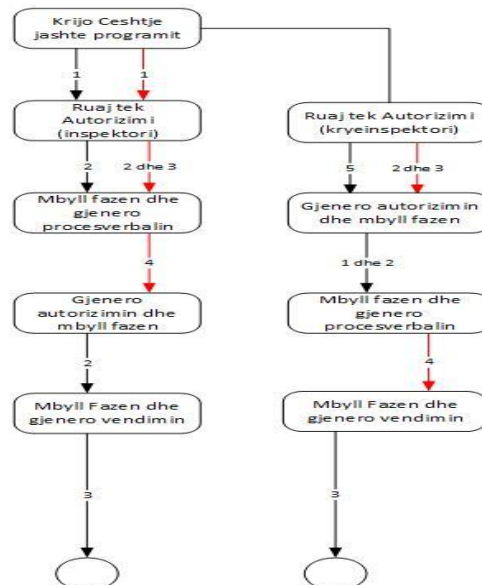 Krijo Ceshtje
jashte programit
1
1
Ruaj tek
Autorizimi
(inspektori)
Ruaj tek Autorizimi
(kryeinspektori)
2
2 dhe 3
5
2 dhe 3
Mbyll fazen dhe
gjenero
procesverbalin
Gjenero autorizimin
dhe mbyll fazen
4
1 dhe 2
Gjenero
autorizimin dhe
mbyll fazen
Mbyll fazen dhe
gjenero
procesverbalin
2
4
Mbyll Fazen dhe
gjenero vendimin
Mbyll Fazen dhe
gjenero vendimin
3
3